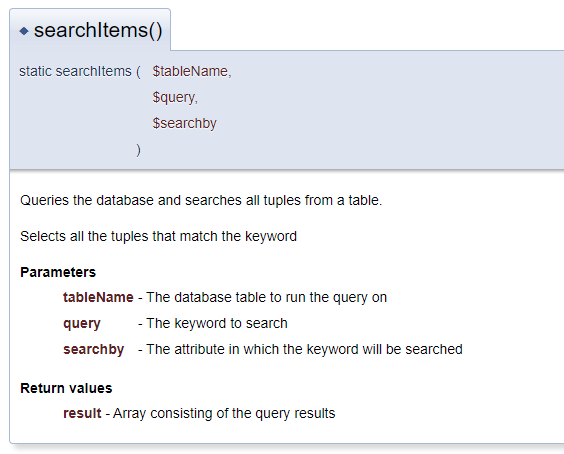 searchItems()
static searchItems ( $tableName,
$query,
$searchby
)
Queries the database and searches all tuples from a table.
Selects all the tuples that match the keyword
Parameters
tableName - The database table to run the query on
query - The keyword to search
searchby - The attribute in which the keyword will be searched
Return values
result - Array consisting of the query results